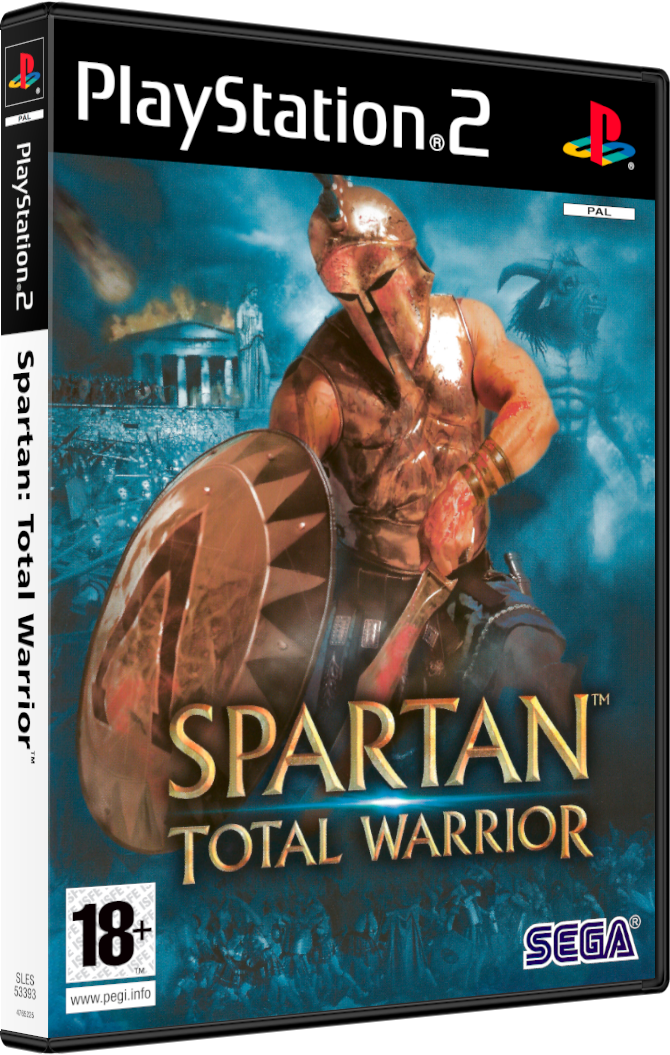 PlayStation®2
PAL
SPARTAN™
TOTAL WARRIOR
18+
™
www.pegi.info
SEGA®
PAL
PlayStation®2
Spartan: Total Warrior™
SLES
53393